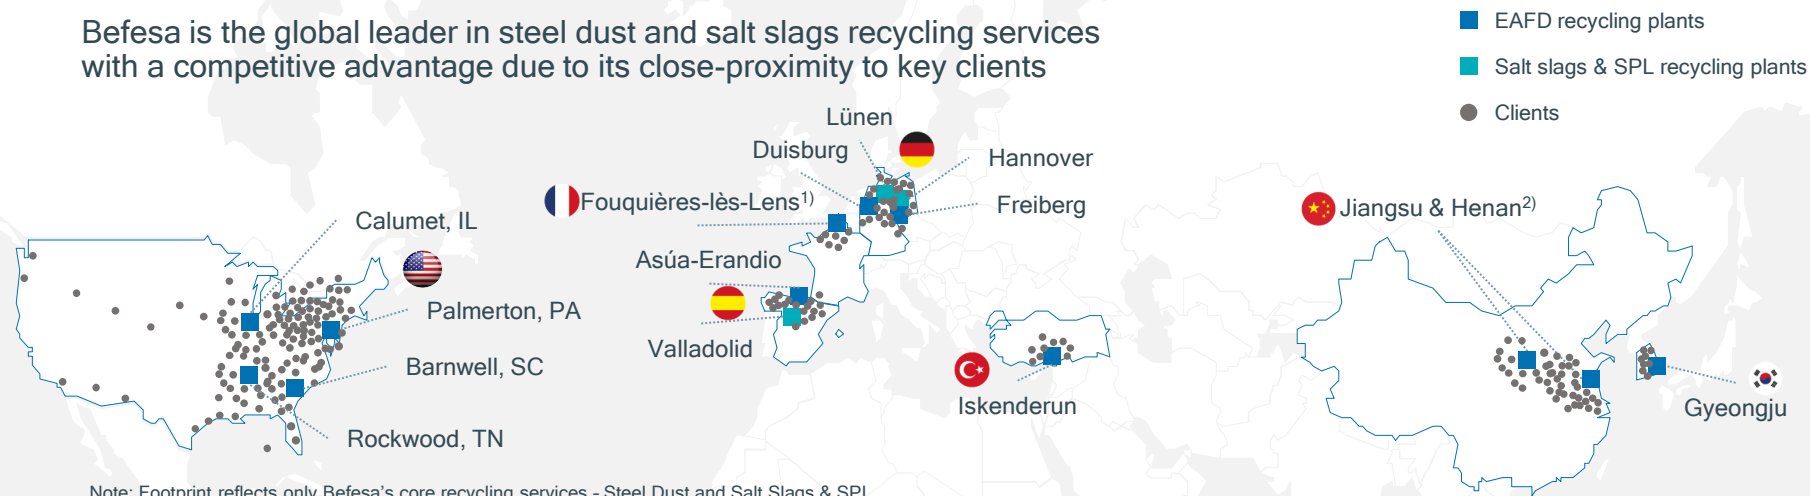 Befesa is the global leader in steel dust and salt slags recycling services
with a competitive advantage due to its close-proximity to key clients
EAFD recycling plants
Salt slags & SPL recycling plants
Clients
Lünen
Duisburg
Hannover
Fouquières-lès-Lens1)
Freiberg
Jiangsu & Henan2)
Calumet, IL
Asúa-Erandio
Palmerton, PA
Valladolid
Barnwell, SC
Iskenderun
Gyeongju
Rockwood, TN
Note: Footprint reflects only Befesa's core recycling services - Steel Dust and Salt Slags & SPL